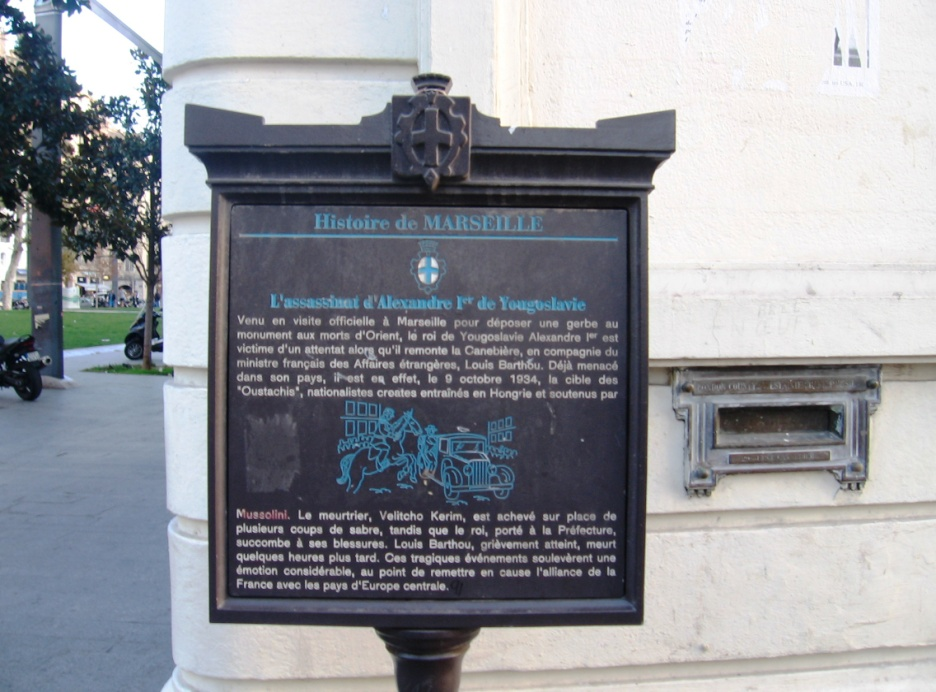 Histoire de MARSEILLE
L'assassinat d'Alexandre Iᵉʳ de Yougoslavie
Venu en visite officielle à Marseille pour déposer une gerbe au
monument aux morts d'Orient, le roi de Yougoslavie Alexandre Iᵉʳ est
victime d'un attentat alors qu'il remonte la Canebière, en compagnie du
ministre français des Affaires étrangères, Louis Barthou. Déjà menacé
dans son pays, il est en effet, le 9 octobre 1934, la cible des
"Oustachis", nationalistes croates entraînés en Hongrie et soutenus par
Mussolini. Le meurtrier, Velitcho Kerim, est achevé sur place de
plusieurs coups de sabre, tandis que le roi, porté à la Préfecture,
succombe à ses blessures. Louis Barthou, grièvement atteint, meurt
quelques heures plus tard. Ces tragiques événements soulevèrent une
émotion considérable, au point de remettre en cause l'alliance de la
France avec les pays d'Europe centrale.